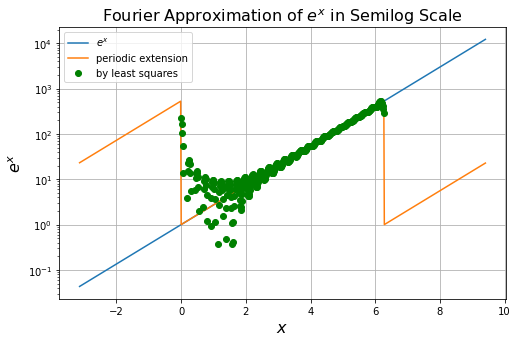 Fourier Approximation of e^x in Semilog Scale
e^x
periodic extension
by least squares
10^4
10^3
10^2
10^1
10^0
10^−1
e^x
−2 0 2 4 6 8 10
x